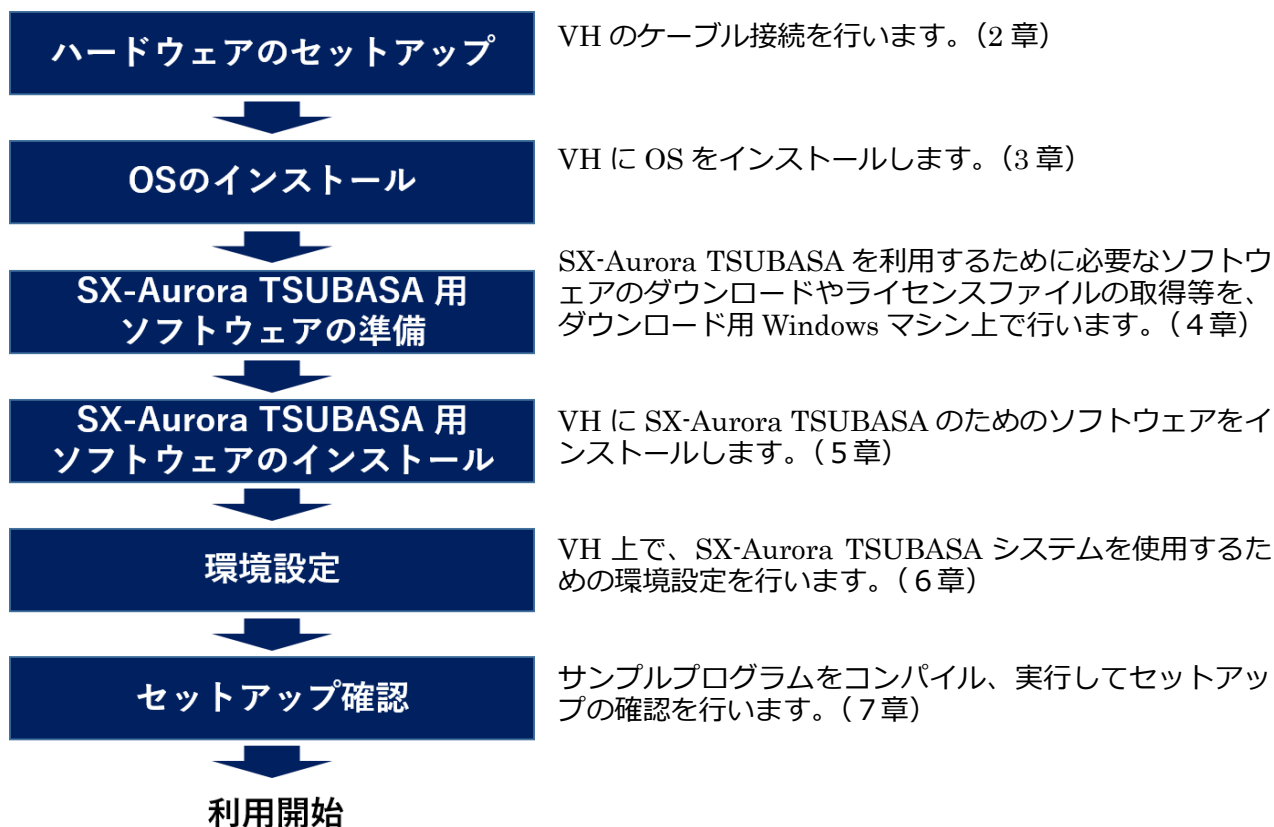 ハードウェアのセットアップ
VH のケーブル接続を行います。（2 章）
OSのインストール
VH に OS をインストールします。（3 章）
SX-Aurora TSUBASA 用
ソフトウェアの準備
SX-Aurora TSUBASA を利用するために必要なソフトウ
ェアのダウンロードやライセンスファイルの取得等を、
ダウンロード用 Windows マシン上で行います。（４章）
SX-Aurora TSUBASA 用
ソフトウェアのインストール
VH に SX-Aurora TSUBASA のためのソフトウェアをイ
ンストールします。（５章）
環境設定
VH 上で、SX-Aurora TSUBASA システムを使用するた
めの環境設定を行います。（６章）
セットアップ確認
サンプルプログラムをコンパイル、実行してセットアッ
プの確認を行います。（７章）
利用開始